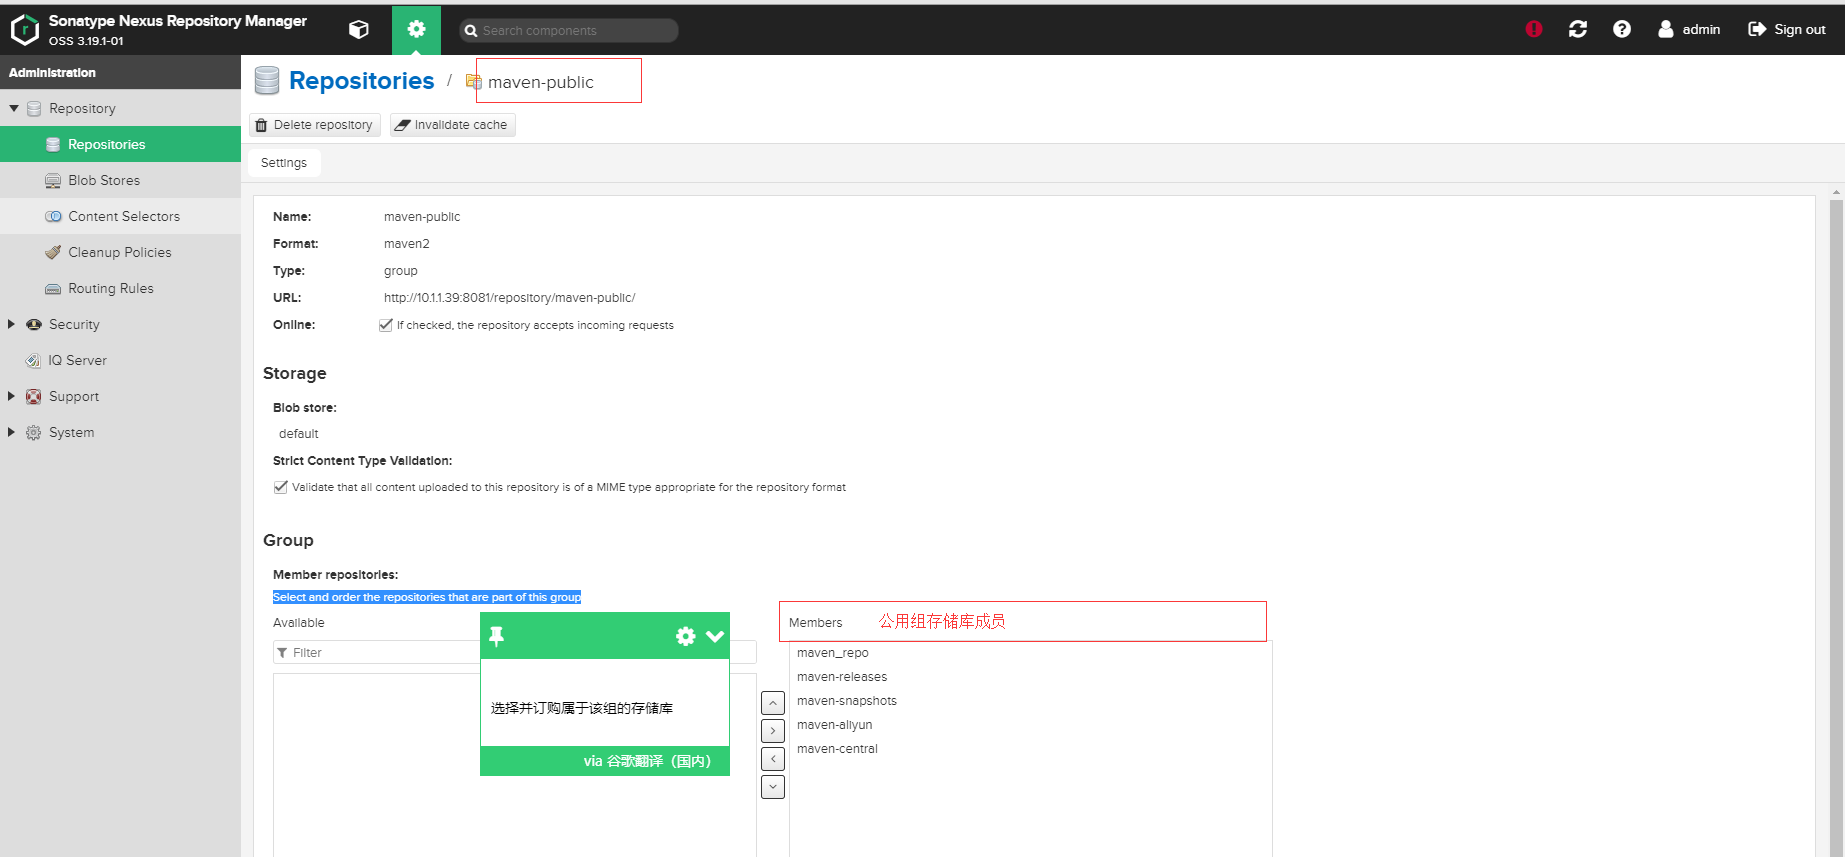 Sonatype Nexus Repository Manager
OSS 3.19.1-01
Search components
admin
Sign out
Administration
Repository
Repositories
Blob Stores
Content Selectors
Cleanup Policies
Routing Rules
Security
IQ Server
Support
System
Repositories / maven-public
Delete repository
Invalidate cache
Settings
Name: maven-public
Format: maven2
Type: group
URL: http://10.1.1.39:8081/repository/maven-public/
Online: If checked, the repository accepts incoming requests
Storage
Blob store:
default
Strict Content Type Validation:
Validate that all content uploaded to this repository is of a MIME type appropriate for the repository format
Group
Member repositories:
Select and order the repositories that are part of this group
Available
Filter
选择并订购属于该组的存储库
via 谷歌翻译（国内）
Members 公用组存储库成员
maven_repo
maven-releases
maven-snapshots
maven-aliyun
maven-central